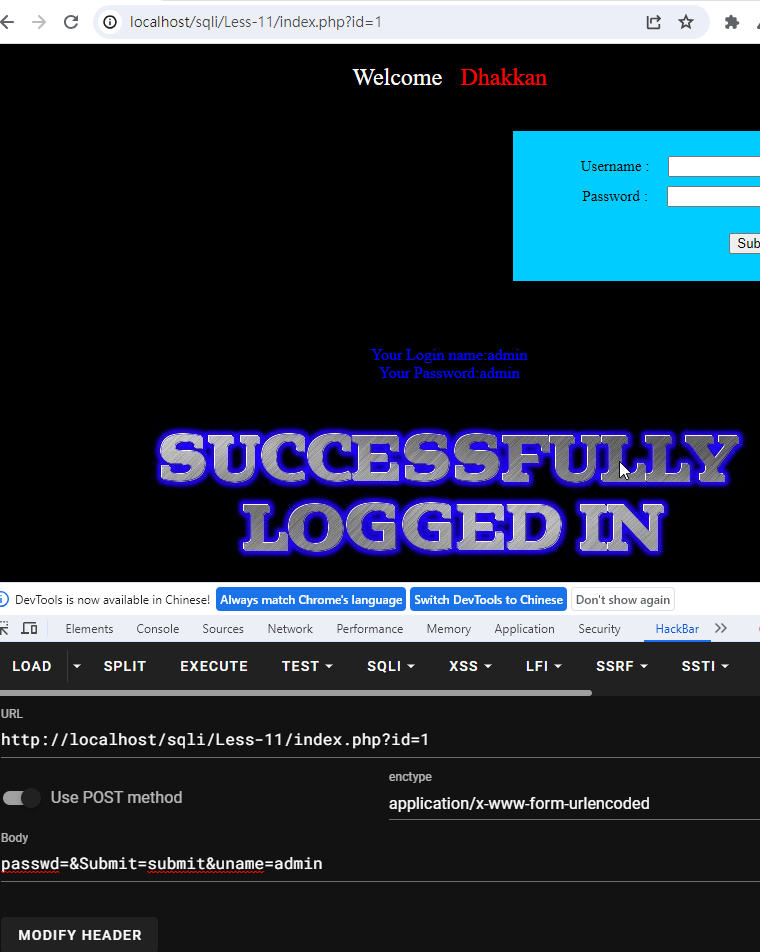 localhost/sqli/Less-11/index.php?id=1
Welcome Dhakkan
Username :
Password :
Sub
Your Login name:admin
Your Password:admin
SUCCESSFULLY
LOGGED IN
DevTools is now available in Chinese! Always match Chrome's language Switch DevTools to Chinese Don't show again
Elements Console Sources Network Performance Memory Application Security HackBar
LOAD SPLIT EXECUTE TEST SQLI XSS LFI SSRF SSTI
URL
http://localhost/sqli/Less-11/index.php?id=1
Use POST method
enctype
application/x-www-form-urlencoded
Body
passwd=&Submit=submit&uname=admin
MODIFY HEADER